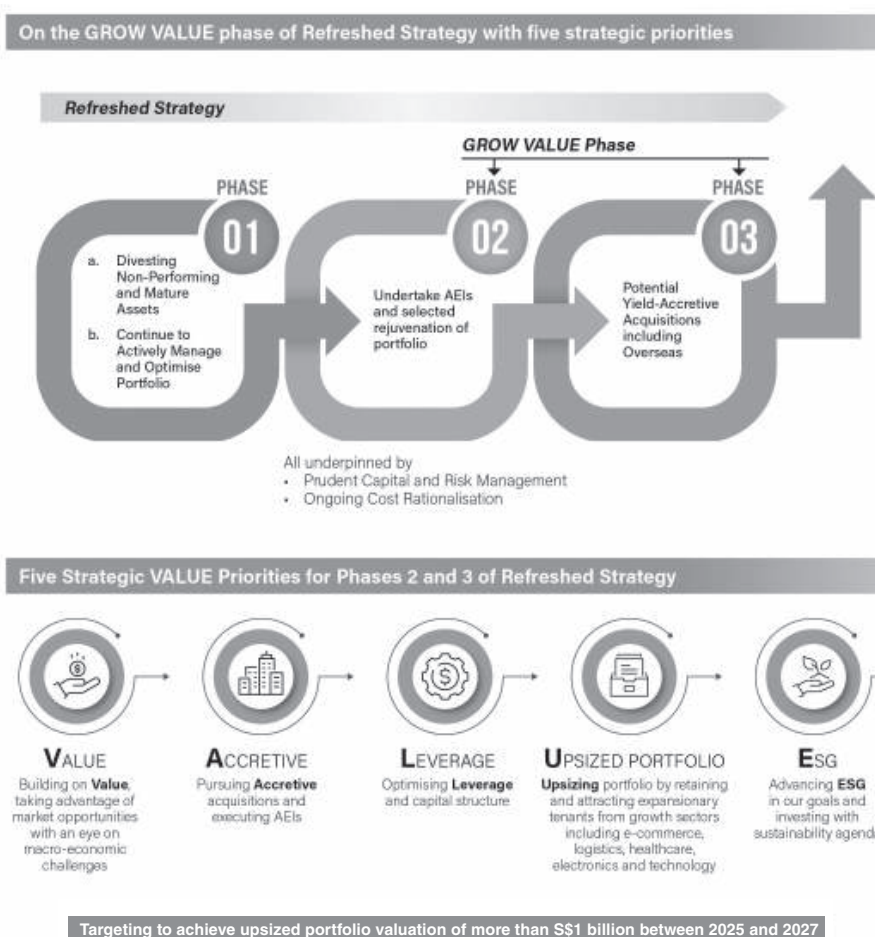 On the GROW VALUE phase of Refreshed Strategy with five strategic priorities
Refreshed Strategy
GROW VALUE Phase
PHASE
01
a. Divesting
Non-Performing
and Mature
Assets
b. Continue to
Actively Manage
and Optimise
Portfolio
PHASE
02
Undertake AEIs
and selected
rejuvenation of
portfolio
PHASE
03
Potential
Yield-Accretive
Acquisitions
including
Overseas
All underpinned by
• Prudent Capital and Risk Management
• Ongoing Cost Rationalisation
Five Strategic VALUE Priorities for Phases 2 and 3 of Refreshed Strategy
VALUE
Building on Value,
taking advantage of
market opportunities
with an eye on
macro-economic
challenges
ACCRETIVE
Pursuing Accretive
acquisitions and
executing AEIs
LEVERAGE
Optimising Leverage
and capital structure
UPSIZED PORTFOLIO
Upsizing portfolio by retaining
and attracting expansionary
tenants from growth sectors
including e-commerce,
logistics, healthcare,
electronics and technology
ESG
Advancing ESG
in our goals and
investing with
sustainability agend
Targeting to achieve upsized portfolio valuation of more than S$1 billion between 2025 and 2027